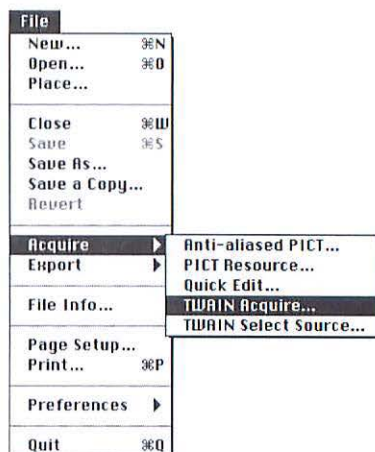 File
New... ⌘N
Open... ⌘O
Place...
Close ⌘W
Save ⌘S
Save As...
Save a Copy...
Revert
Acquire
Export
Anti-aliased PICT...
PICT Resource...
Quick Edit...
TWAIN Acquire...
TWAIN Select Source...
File Info...
Page Setup...
Print... ⌘P
Preferences
Quit ⌘Q